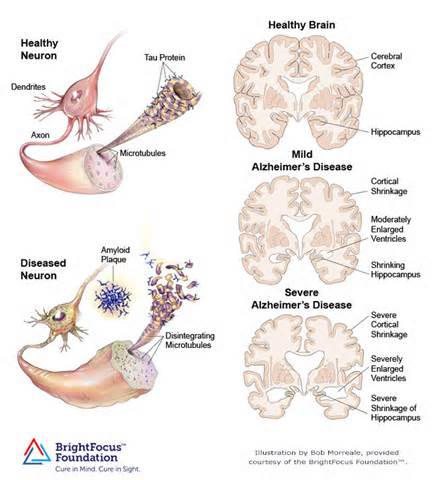 Healthy
Neuron
Tau Protein
Dendrites
Axon
Microtubules
Diseased
Neuron
Amyloid
Plaque
Disintegrating
Microtubules
BrightFocus™
Foundation
Cure in Mind. Cure in Sight.
Healthy Brain
Cerebral
Cortex
Hippocampus
Mild
Alzheimer's Disease
Cortical
Shrinkage
Moderately
Enlarged
Ventricles
Shrinking
Hippocampus
Severe
Alzheimer's Disease
Severe
Cortical
Shrinkage
Severely
Enlarged
Ventricles
Severe
Shrinkage of
Hippocampus
Illustration by Bob Morreale, provided
courtesy of the BrightFocus Foundation™.